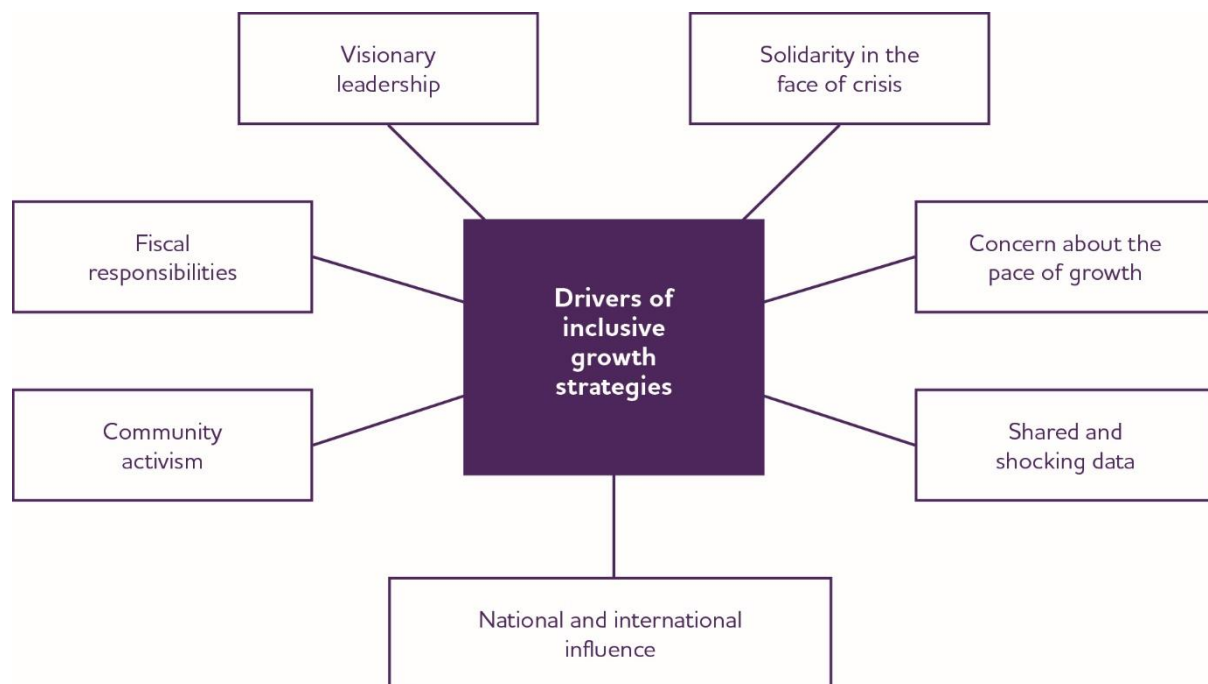 Visionary
leadership
Solidarity in the
face of crisis
Fiscal
responsibilities
Drivers of
inclusive
growth
strategies
Concern about the
pace of growth
Community
activism
Shared and
shocking data
National and international
influence